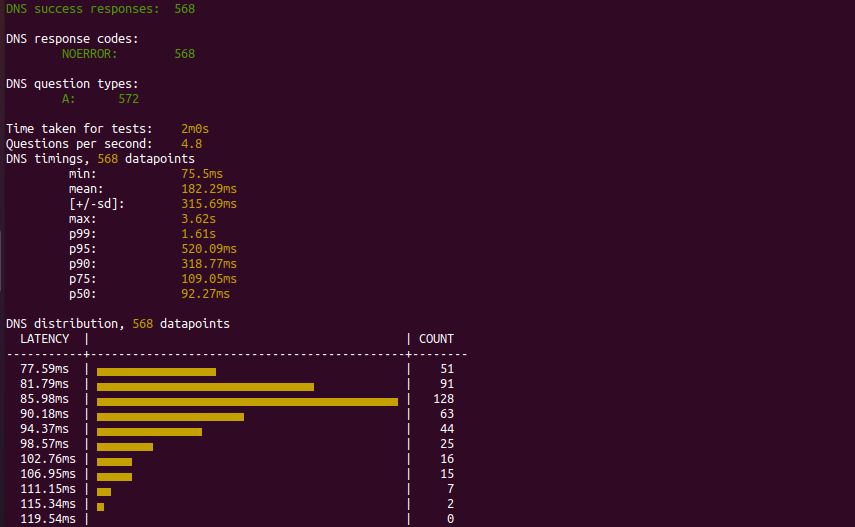 DNS success responses:  568
DNS response codes:
        NOERROR:        568
DNS question types:
        A:      572
Time taken for tests:    2m0s
Questions per second:    4.8
DNS timings, 568 datapoints
         min:            75.5ms
         mean:           182.29ms
         [+/-sd]:        315.69ms
         max:            3.62s
         p99:            1.61s
         p95:            520.09ms
         p90:            318.77ms
         p75:            109.05ms
         p50:            92.27ms
DNS distribution, 568 datapoints
  LATENCY  |                                             | COUNT
-----------+---------------------------------------------+--------
  77.59ms  |                                             |    51
  81.79ms  |                                             |    91
  85.98ms  |                                             |   128
  90.18ms  |                                             |    63
  94.37ms  |                                             |    44
  98.57ms  |                                             |    25
  102.76ms |                                             |    16
  106.95ms |                                             |    15
  111.15ms |                                             |     7
  115.34ms |                                             |     2
  119.54ms |                                             |     0